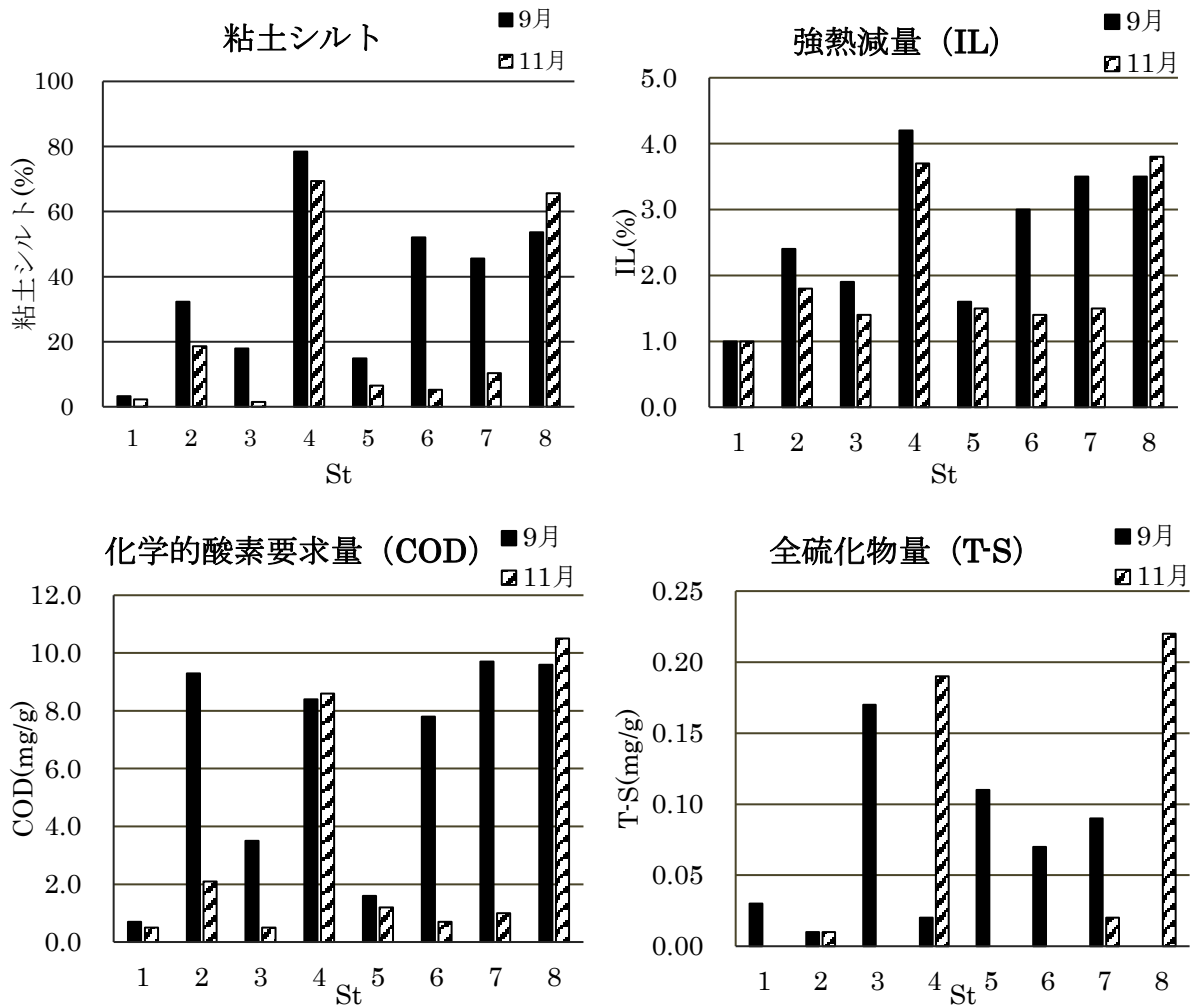 粘土シルト
■9月
11月
粘土シルト(%)
100
80
60
40
20
0
1 2 3 4 5 6 7 8
St
強熱減量（IL）
9月
11月
IL(%)
5.0
4.0
3.0
2.0
1.0
0.0
1 2 3 4 5 6 7 8
St
化学的酸素要求量（COD）
9月
11月
COD(mg/g)
12.0
10.0
8.0
6.0
4.0
2.0
0.0
1 2 3 4 5 6 7 8
St
全硫化物量（T-S）
9月
11月
T-S(mg/g)
0.25
0.20
0.15
0.10
0.05
0.00
1 2 3 4 5 6 7 8
St